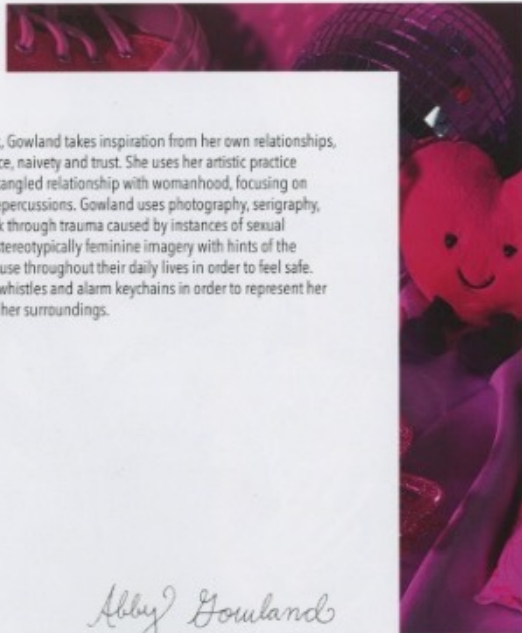 , Gowland takes inspiration from her own relationships,
ce, naivety and trust. She uses her artistic practice
angled relationship with womanhood, focusing on
epercussions. Gowland uses photography, serigraphy,
k through trauma caused by instances of sexual
stereotypically feminine imagery with hints of the
use throughout their daily lives in order to feel safe.
whistles and alarm keychains in order to represent her
her surroundings.
Abby Gowland